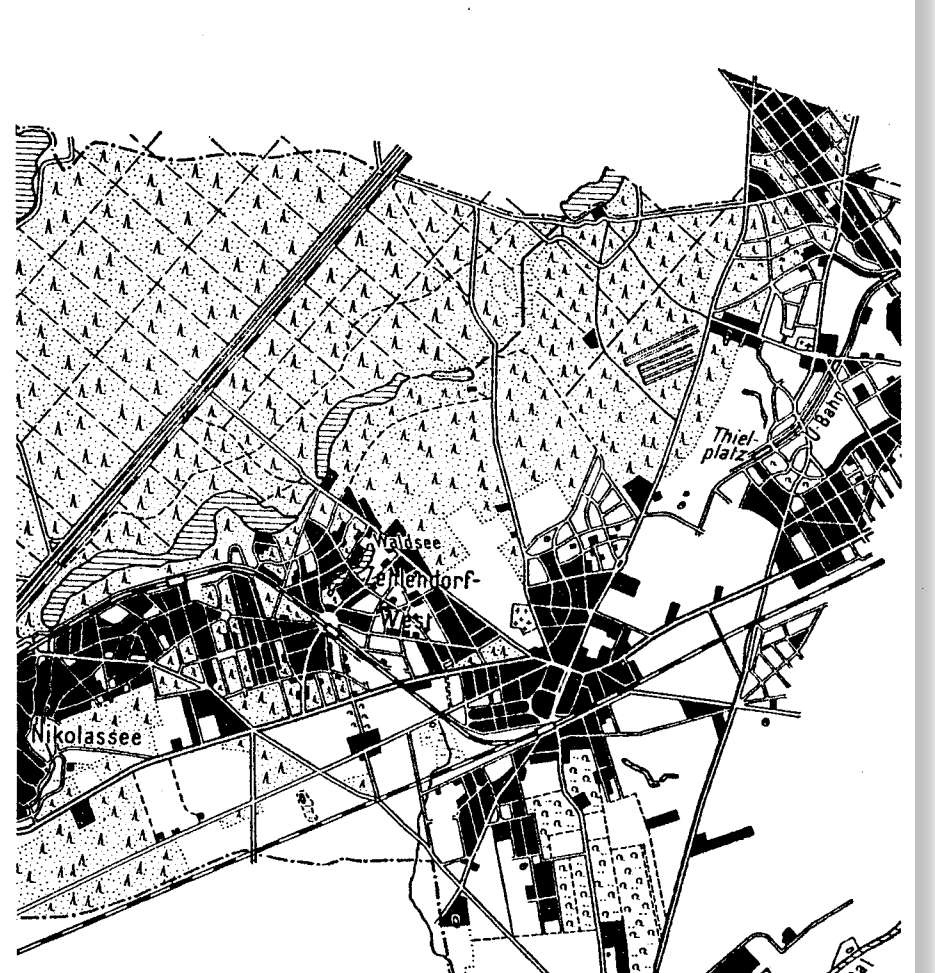 Thiel-
platz
U-Bahn
Waldsee
Zehlendorf-
West
Nikolassee